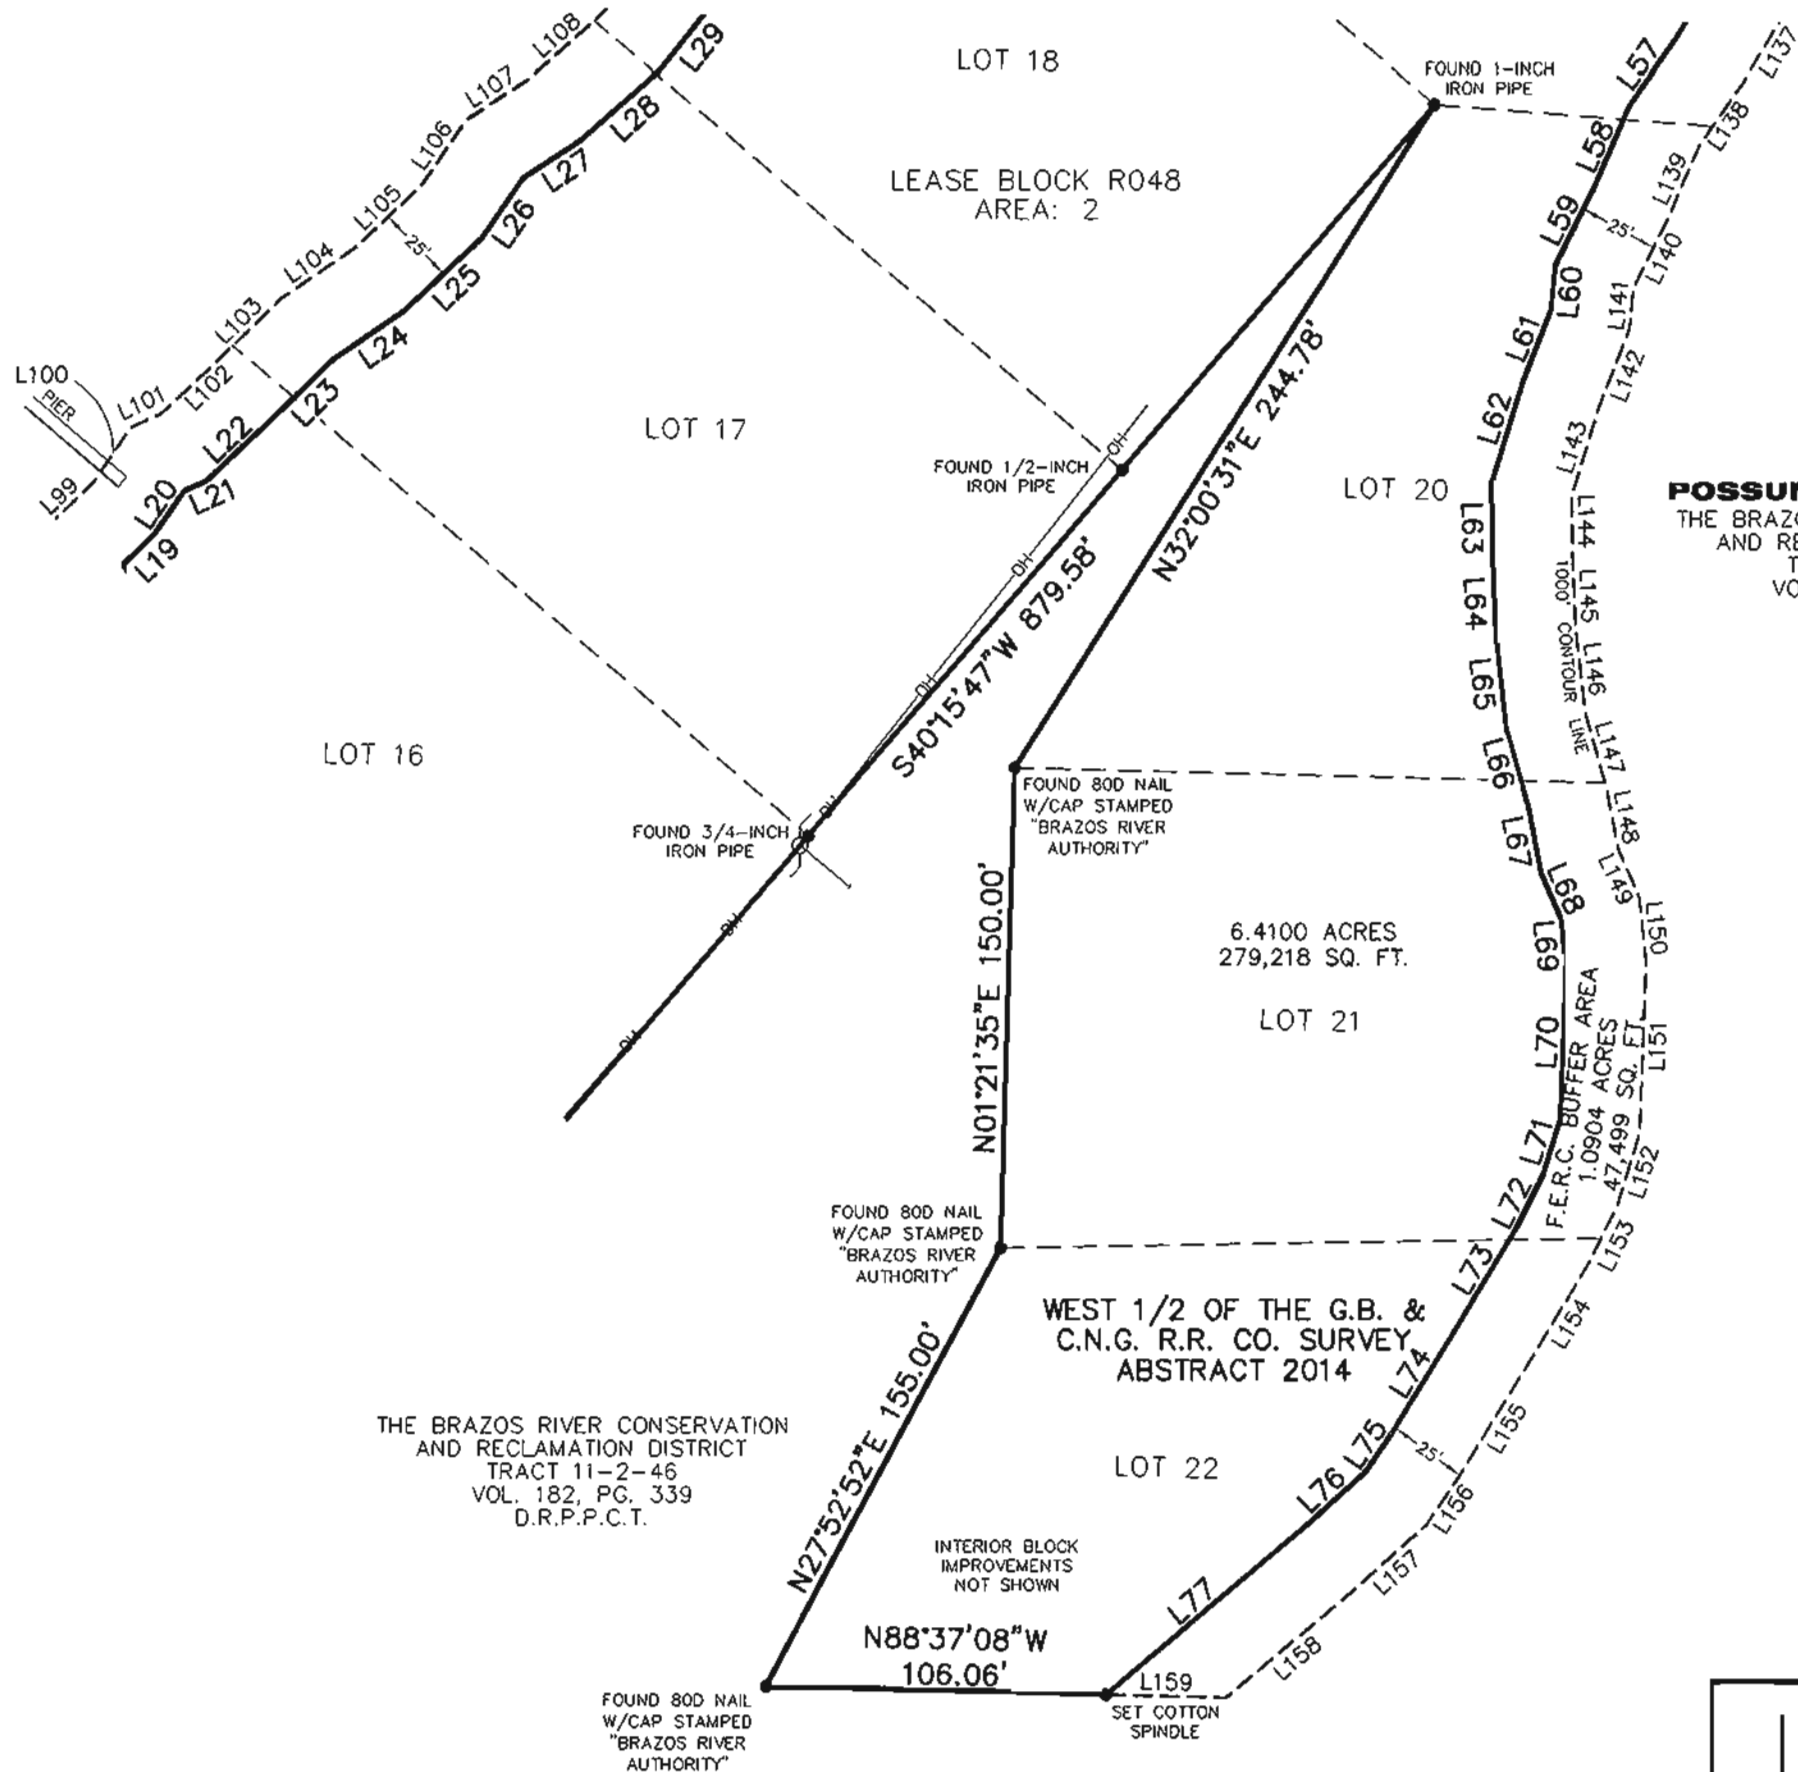 L108
L107
L106
L105
L104
L103
L102
L101
L100
PIER
L99
25'
L29
L28
L27
L26
L25
L24
L23
L22
L21
L20
L19
LOT 18
LEASE BLOCK R048
AREA: 2
FOUND 1-INCH
IRON PIPE
LOT 17
FOUND 1/2-INCH
IRON PIPE
OH
OH
OH
OH
OH
OH
S40°15'47"W 879.58'
N32°00'31"E 244.78'
LOT 16
FOUND 3/4-INCH
IRON PIPE
LOT 20
L57
L58
L59
L60
L61
L62
L63
L64
L65
L66
L67
L68
L69
L70
L71
L72
L73
L74
L75
L76
L77
L137
L138
L139
25'
L140
L141
L142
L143
L144
L145
L146
L147
L148
L149
L150
L151
L152
L153
L154
L155
L156
L157
L158
L159
1000' CONTOUR LINE
POSSU
THE BRAZ
AND RE
T
VO
FOUND 80D NAIL
W/CAP STAMPED
"BRAZOS RIVER
AUTHORITY"
N01°21'35"E 150.00'
6.4100 ACRES
279,218 SQ. FT.
LOT 21
F.E.R.C. BUFFER AREA
1.0904 ACRES
47,499 SQ. FT
FOUND 80D NAIL
W/CAP STAMPED
"BRAZOS RIVER
AUTHORITY"
WEST 1/2 OF THE G.B. &
C.N.G. R.R. CO. SURVEY
ABSTRACT 2014
N27°52'52"E 155.00'
THE BRAZOS RIVER CONSERVATION
AND RECLAMATION DISTRICT
TRACT 11-2-46
VOL. 182, PG. 339
D.R.P.P.C.T.
LOT 22
25'
INTERIOR BLOCK
IMPROVEMENTS
NOT SHOWN
N88°37'08"W
106.06'
SET COTTON
SPINDLE
FOUND 80D NAIL
W/CAP STAMPED
"BRAZOS RIVER
AUTHORITY"